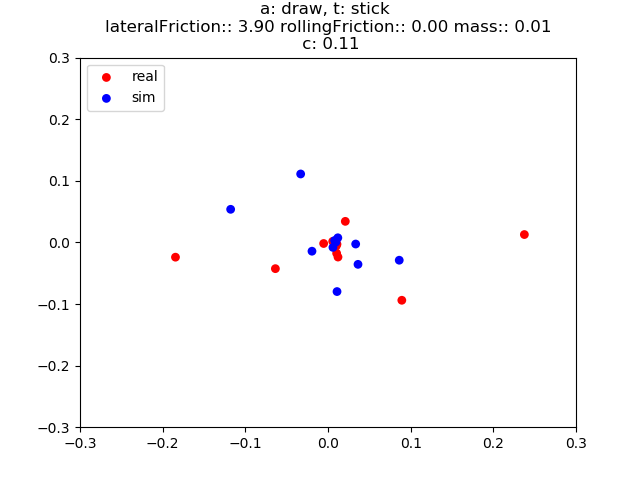 a: draw, t: stick
lateralFriction:: 3.90 rollingFriction:: 0.00 mass:: 0.01
c: 0.11
real
sim
0.3
0.2
0.1
0.0
−0.1
−0.2
−0.3
−0.3 −0.2 −0.1 0.0 0.1 0.2 0.3